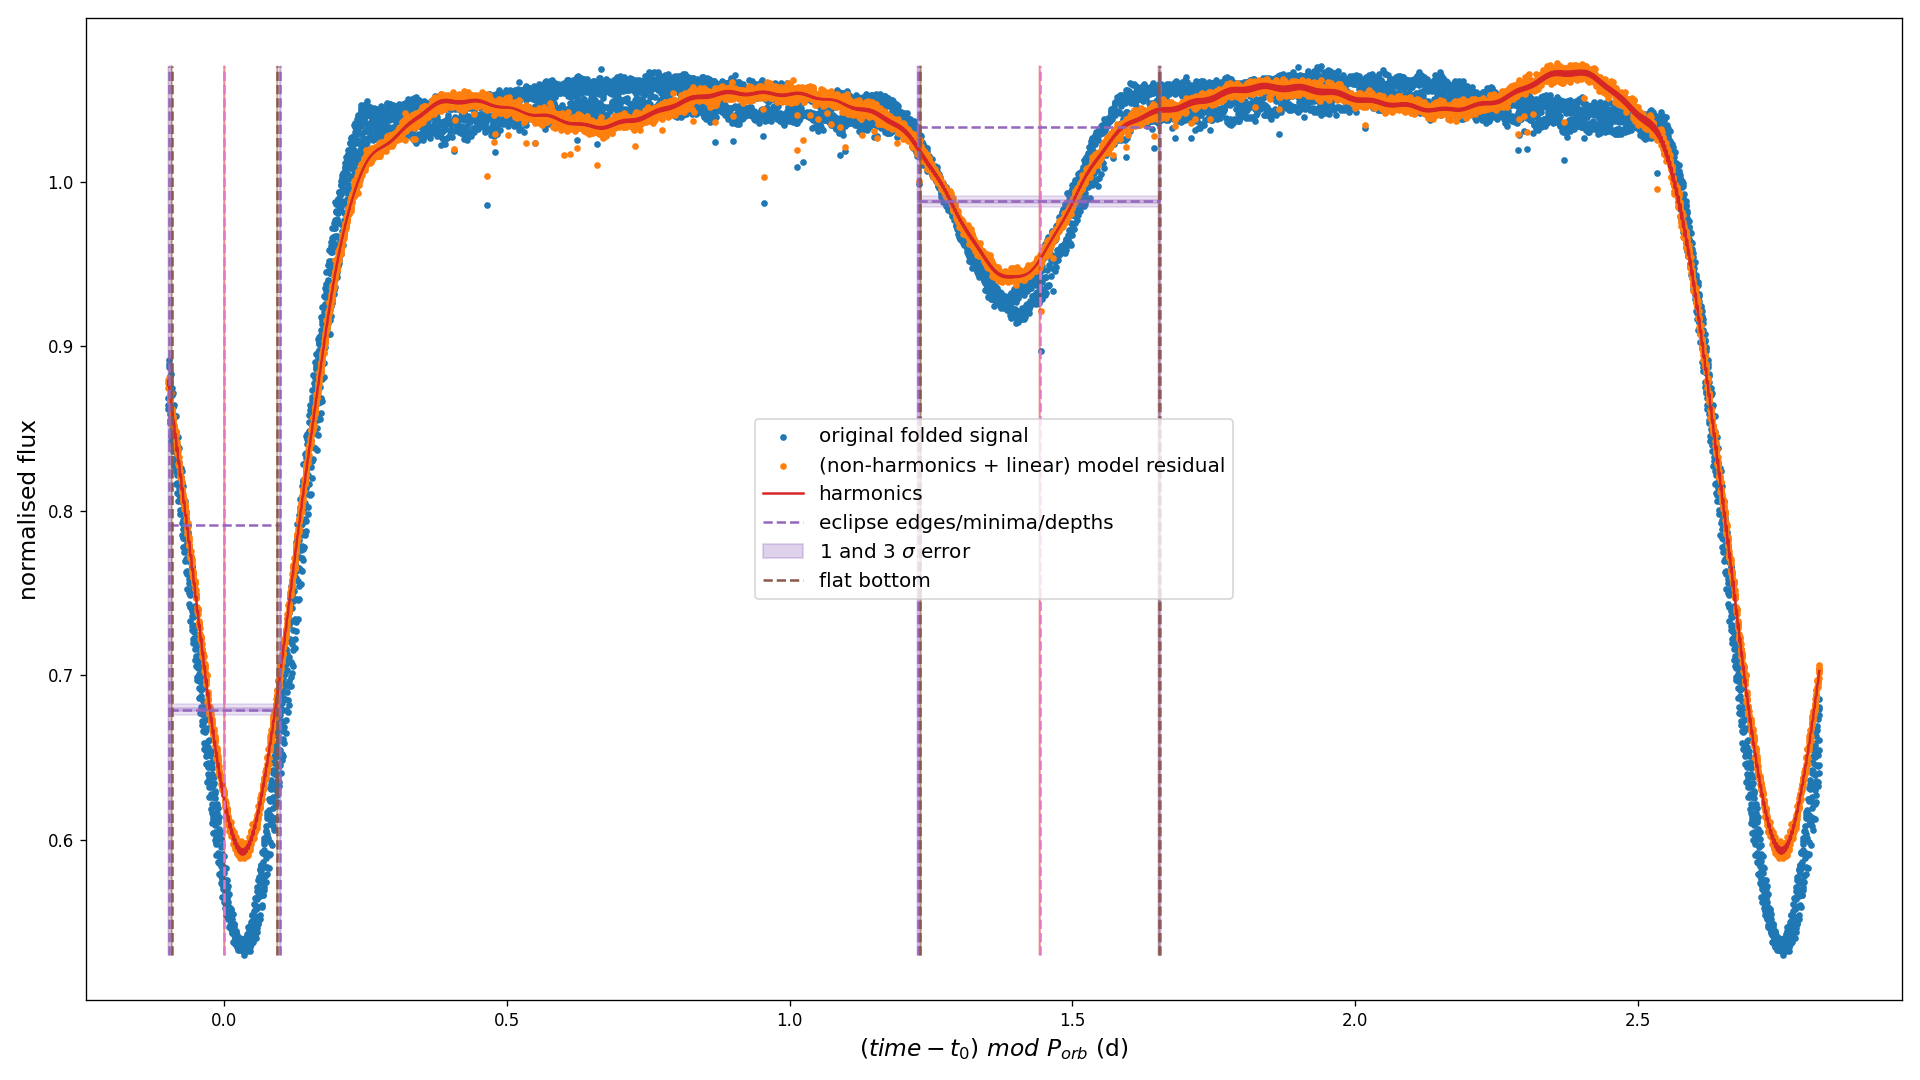 normalised flux
1.0
0.9
0.8
0.7
0.6
original folded signal
(non-harmonics + linear) model residual
harmonics
eclipse edges/minima/depths
1 and 3 σ error
flat bottom
0.0 0.5 1.0 1.5 2.0 2.5
(time − t₀) mod Pₒᵣb (d)